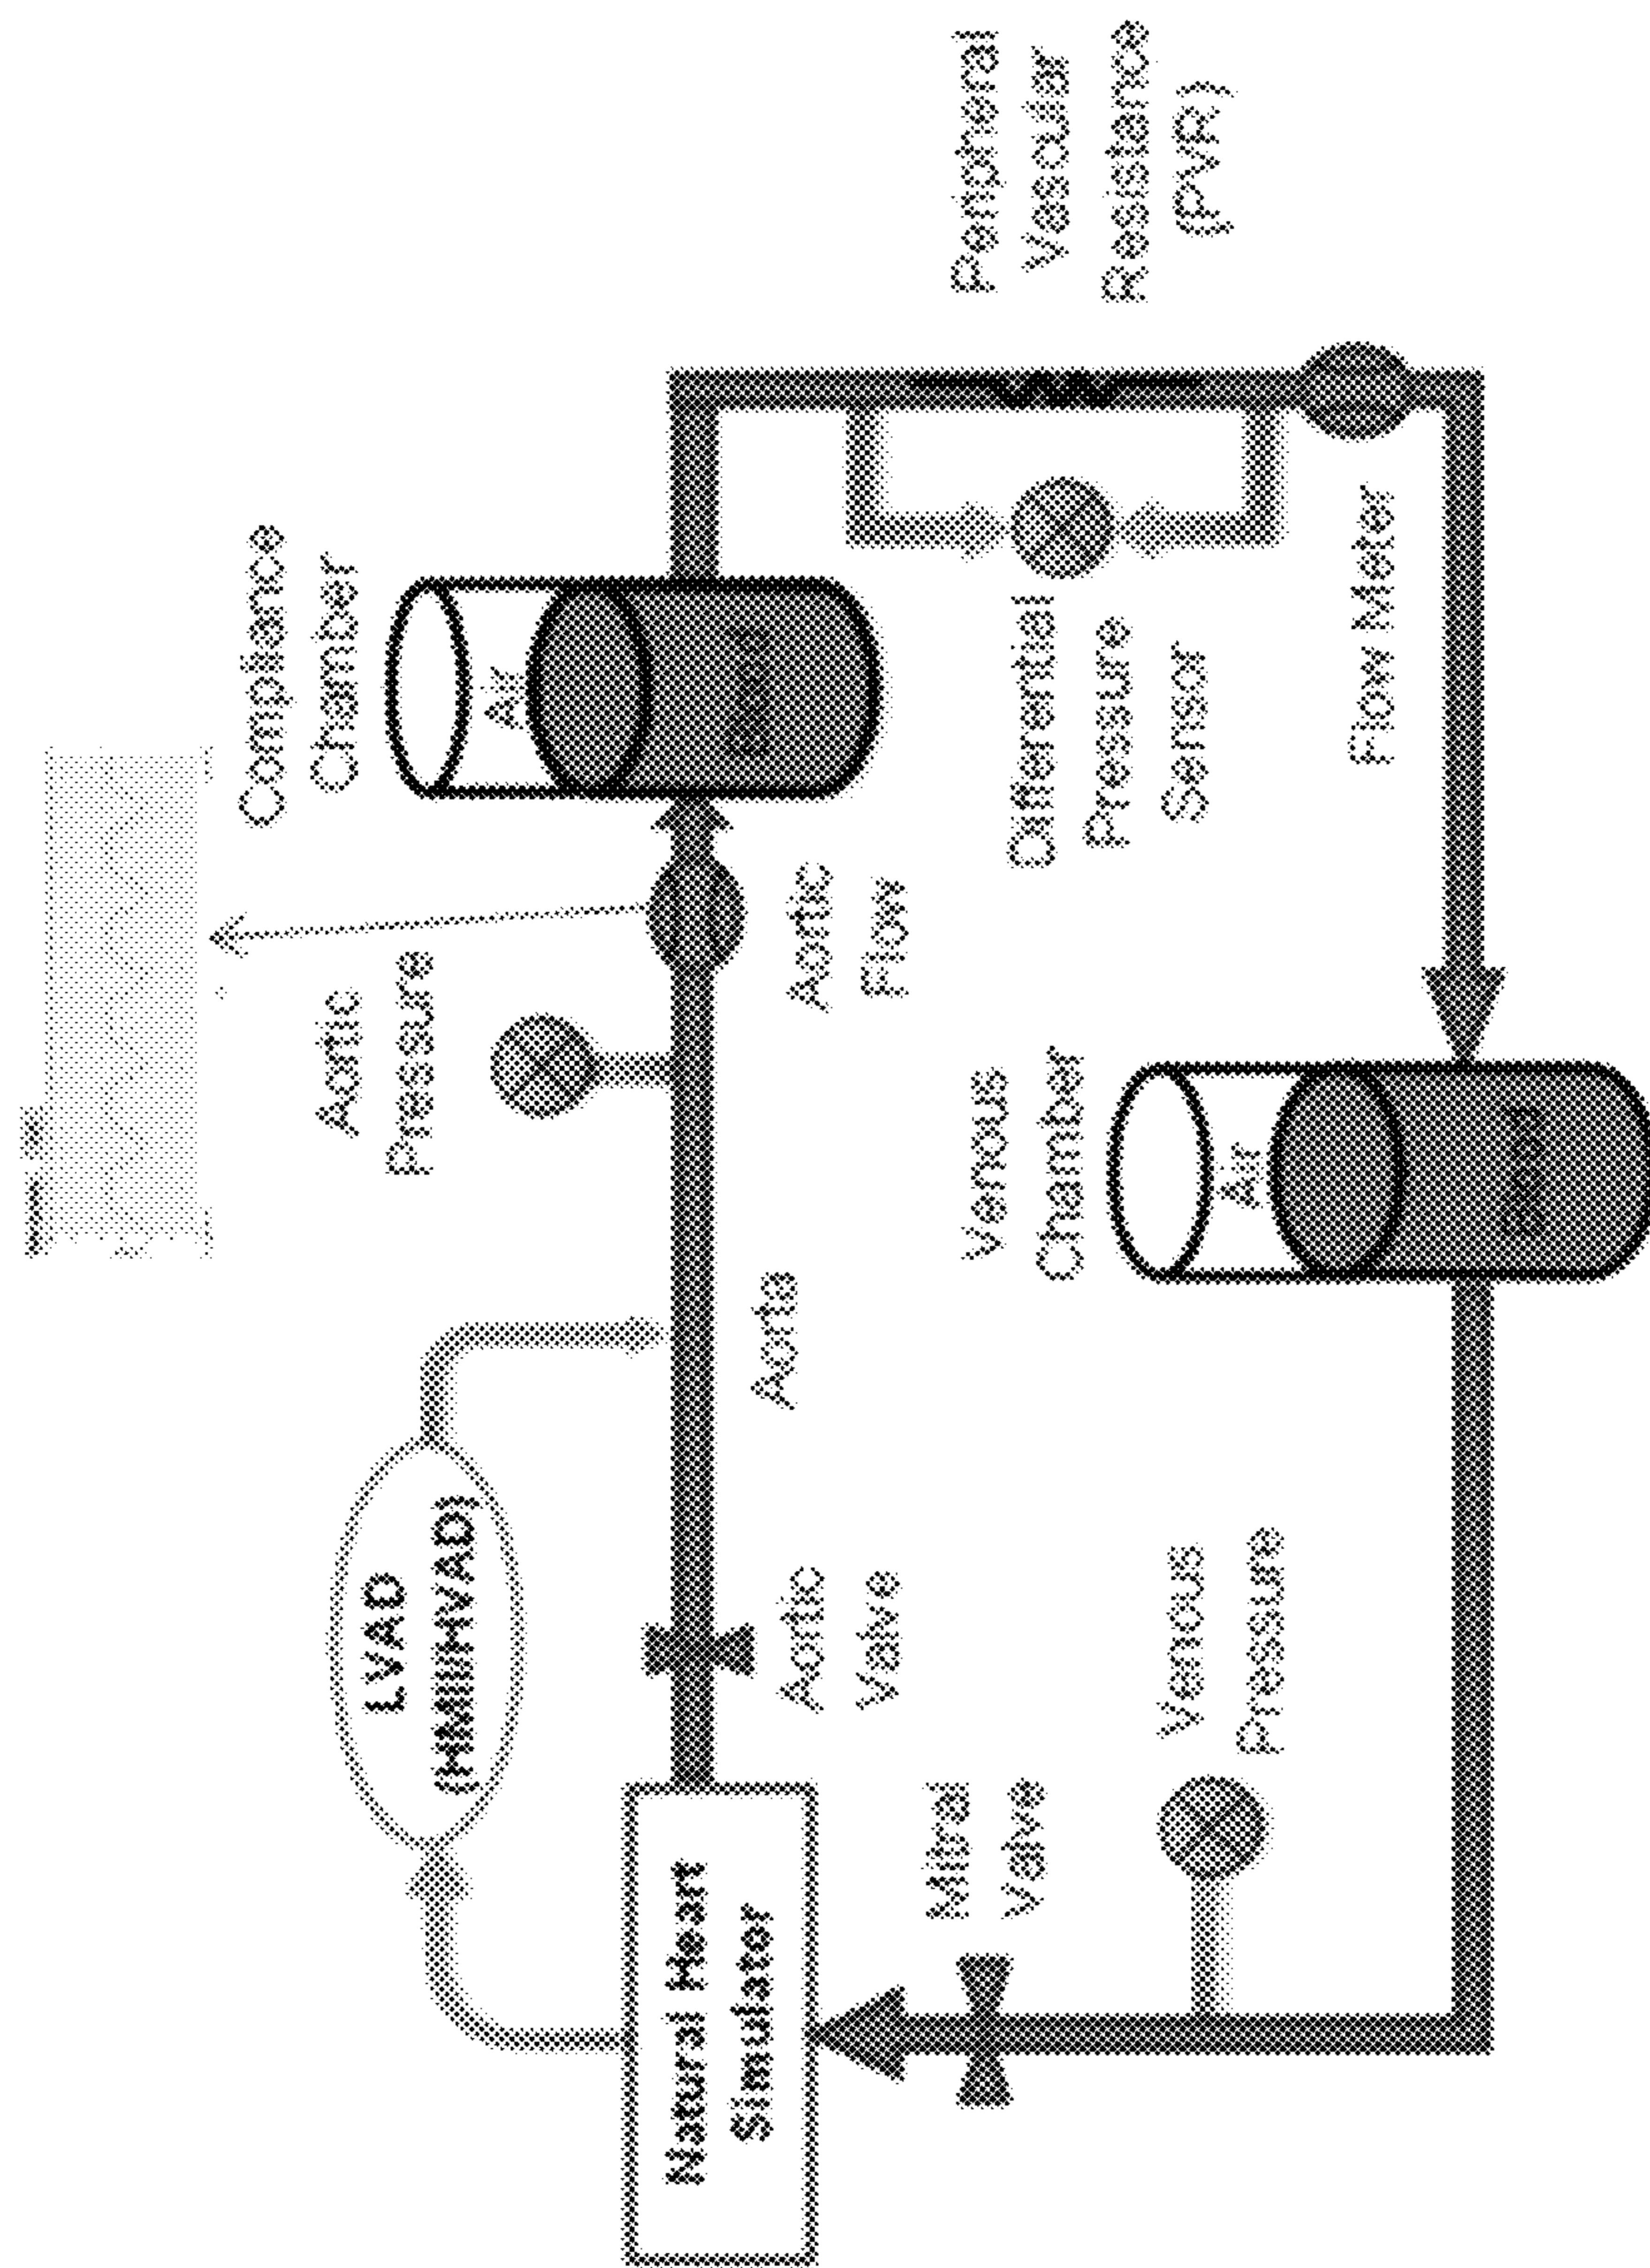 Compliance
Chamber
Air
Aortic
Pressure
Aortic
Flow
LVAD
(HMII/HVAD)
Natural Heart
Simulator
Aortic
Valve
Aorta
Peripheral
Vascular
Resistance
(PVR)
Differential
Pressure
Sensor
Flow Meter
Venous
Chamber
Air
Blood
Mitral
Valve
Venous
Pressure